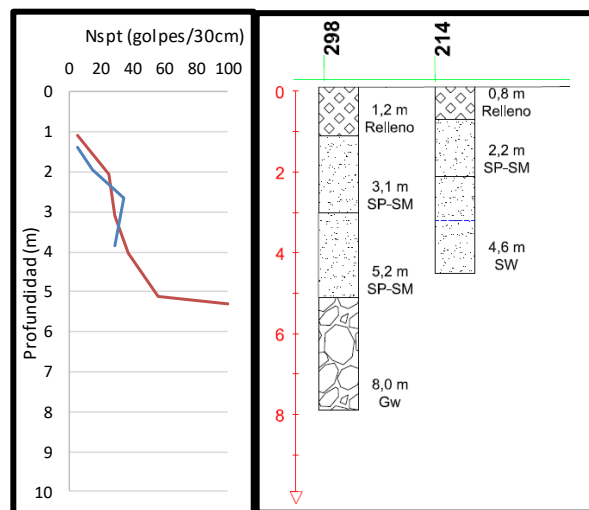 Nspt (golpes/30cm)
0 20 40 60 80 100
Profundidad (m)
0
1
2
3
4
5
6
7
8
9
10
298
214
0
2
4
6
8
1,2 m
Relleno
3,1 m
SP-SM
5,2 m
SP-SM
8,0 m
Gw
0,8 m
Relleno
2,2 m
SP-SM
4,6 m
SW